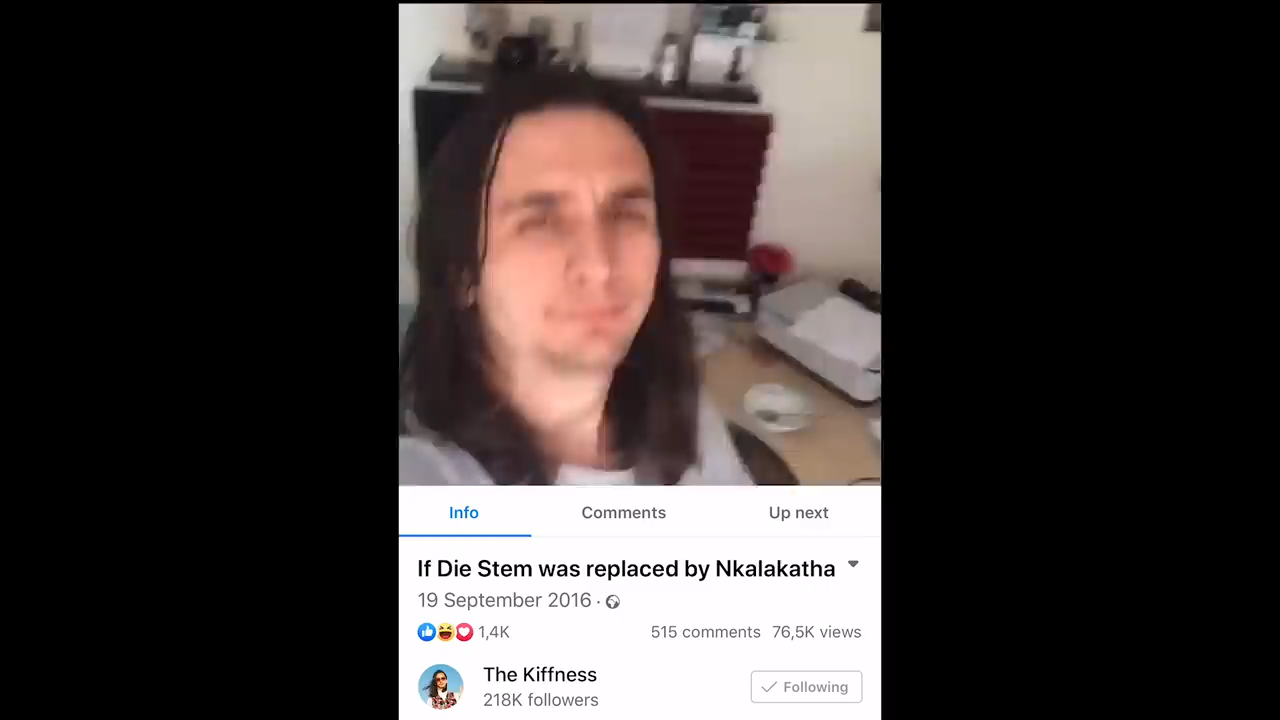 Info Comments Up next
If Die Stem was replaced by Nkalakatha
19 September 2016 ·
1,4K 515 comments 76,5K views
The Kiffness
218K followers
Following